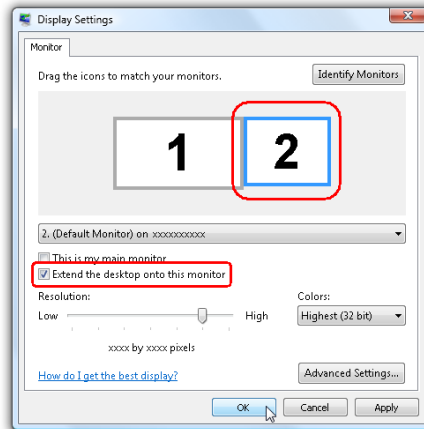 Display Settings
Monitor
Drag the icons to match your monitors.
Identify Monitors
1
2
2. (Default Monitor) on xxxxxxxxxx
This is my main monitor
Extend the desktop onto this monitor
Resolution:
Colors:
Low
High
Highest (32 bit)
xxxx by xxxx pixels
How do I get the best display?
Advanced Settings...
OK
Cancel
Apply